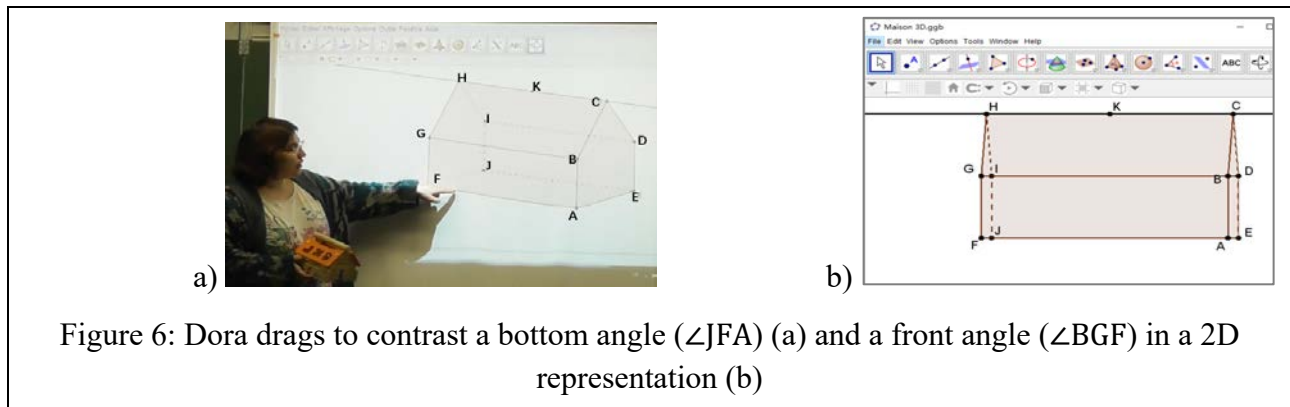 H
K
C
G
I
B
D
J
F
E
A
a)
Maison 3D.ggb
File Edit View Options Tools Window Help
ABC
H K C
G I B D
F J A E
b)
Figure 6: Dora drags to contrast a bottom angle (∠JFA) (a) and a front angle (∠BGF) in a 2D
representation (b)